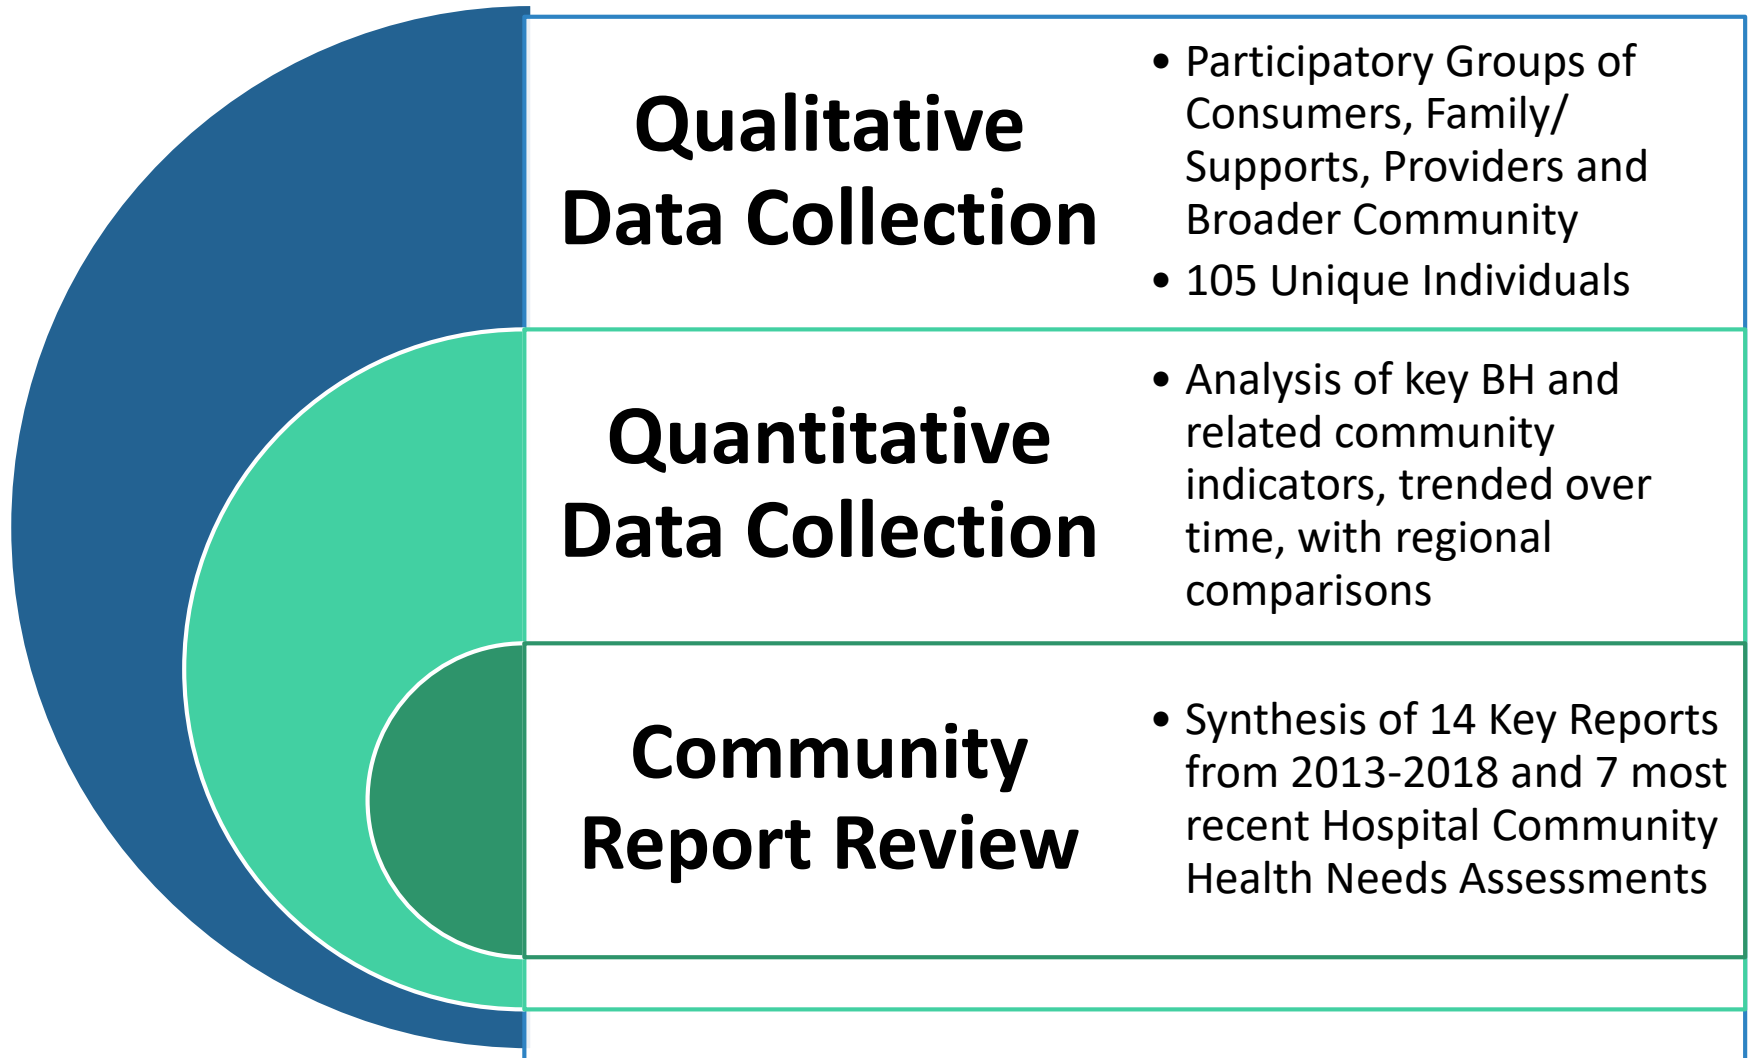 Qualitative
Data Collection
• Participatory Groups of
Consumers, Family/
Supports, Providers and
Broader Community
• 105 Unique Individuals
Quantitative
Data Collection
• Analysis of key BH and
related community
indicators, trended over
time, with regional
comparisons
Community
Report Review
• Synthesis of 14 Key Reports
from 2013-2018 and 7 most
recent Hospital Community
Health Needs Assessments